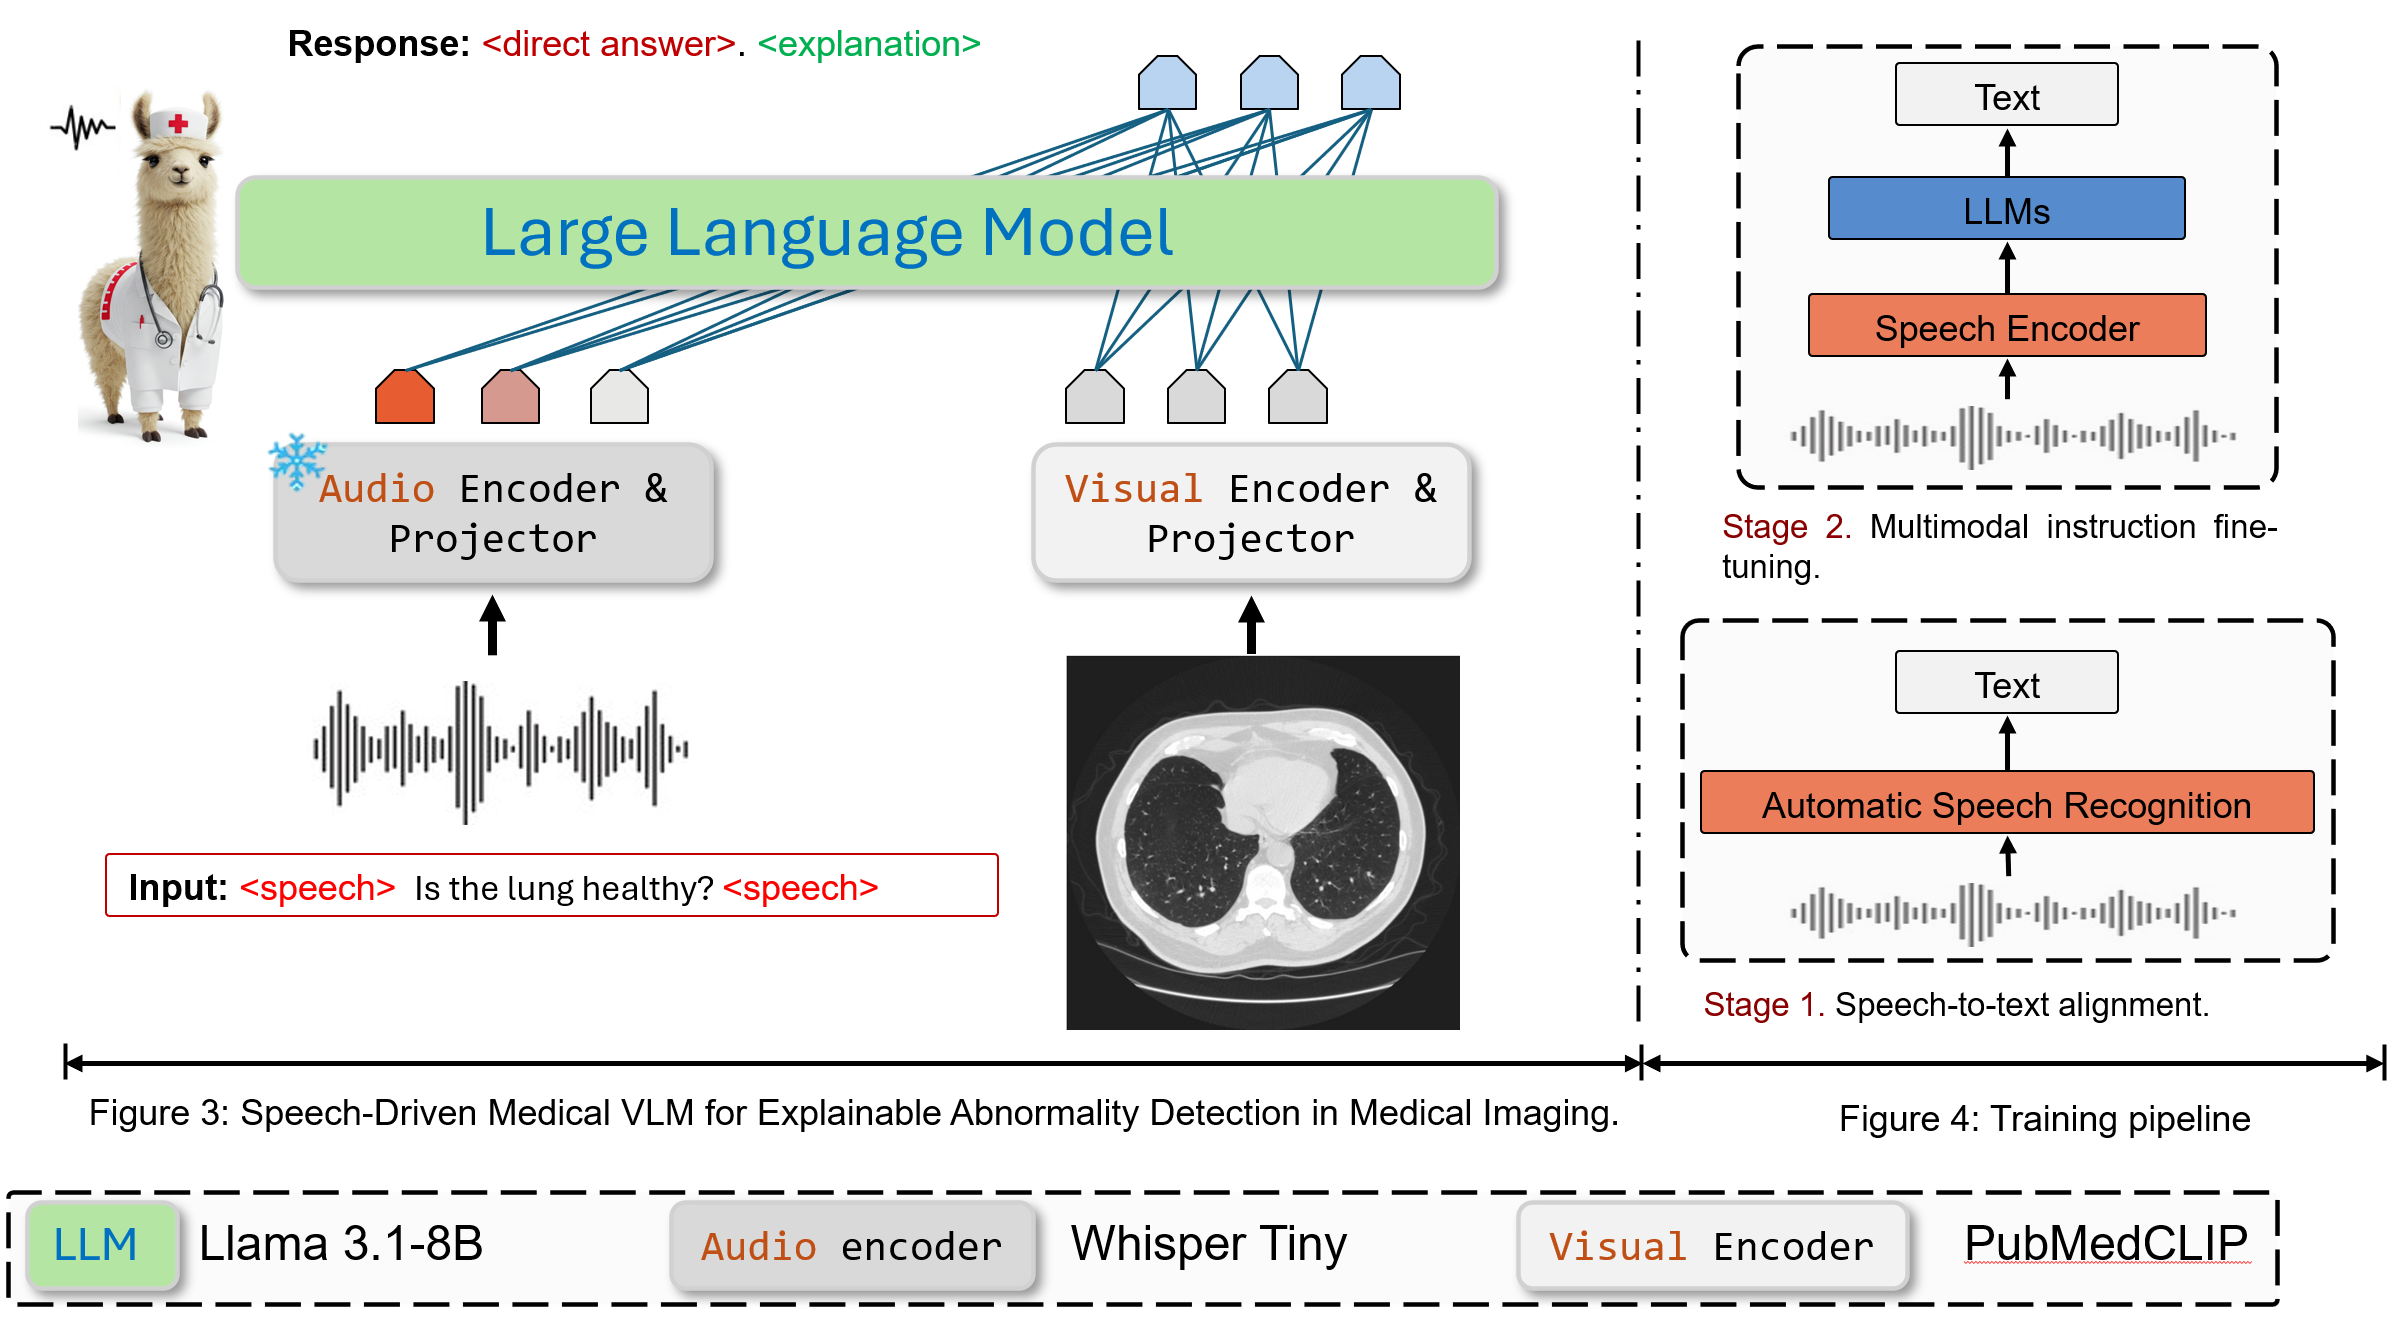 Response: <direct answer>. <explanation>
Large Language Model
Audio Encoder &
Projector
Visual Encoder &
Projector
Input: <speech> Is the lung healthy? <speech>
Figure 3: Speech-Driven Medical VLM for Explainable Abnormality Detection in Medical Imaging.
Text
LLMs
Speech Encoder
Stage 2. Multimodal instruction fine-
tuning.
Text
Automatic Speech Recognition
Stage 1. Speech-to-text alignment.
Figure 4: Training pipeline
LLM Llama 3.1-8B Audio encoder Whisper Tiny Visual Encoder PubMedCLIP